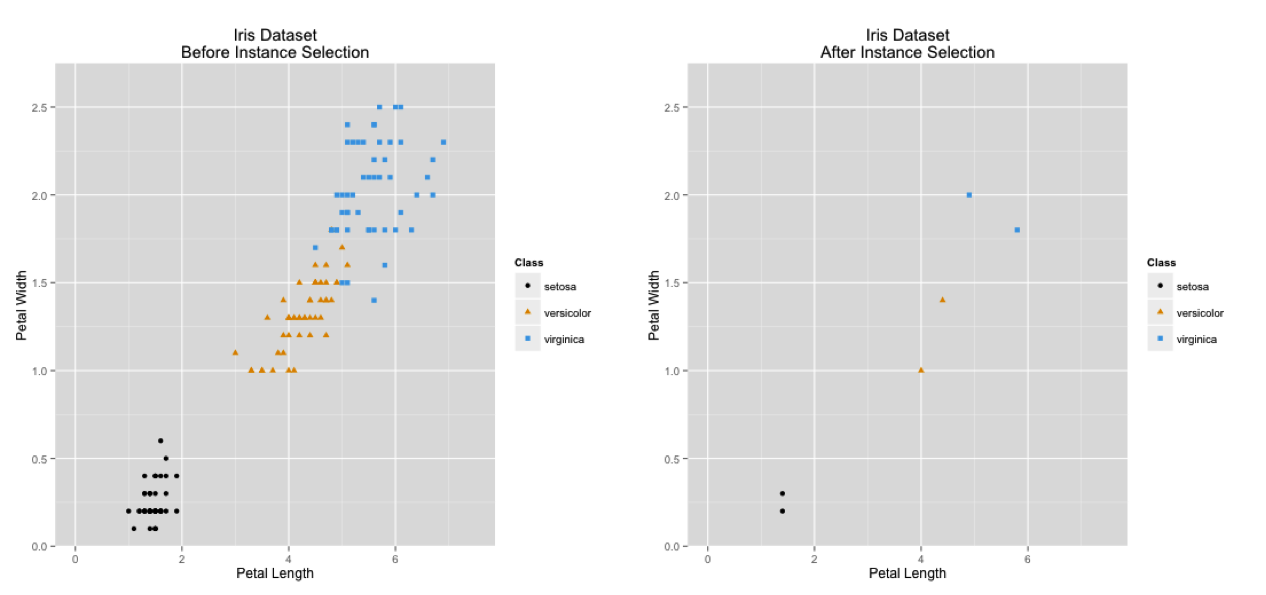 Iris Dataset
Before Instance Selection
2.5
2.0
1.5
1.0
0.5
0.0
0 2 4 6
Petal Length
Petal Width
Class
setosa
versicolor
virginica
Iris Dataset
After Instance Selection
2.5
2.0
1.5
1.0
0.5
0.0
0 2 4 6
Petal Length
Petal Width
Class
setosa
versicolor
virginica